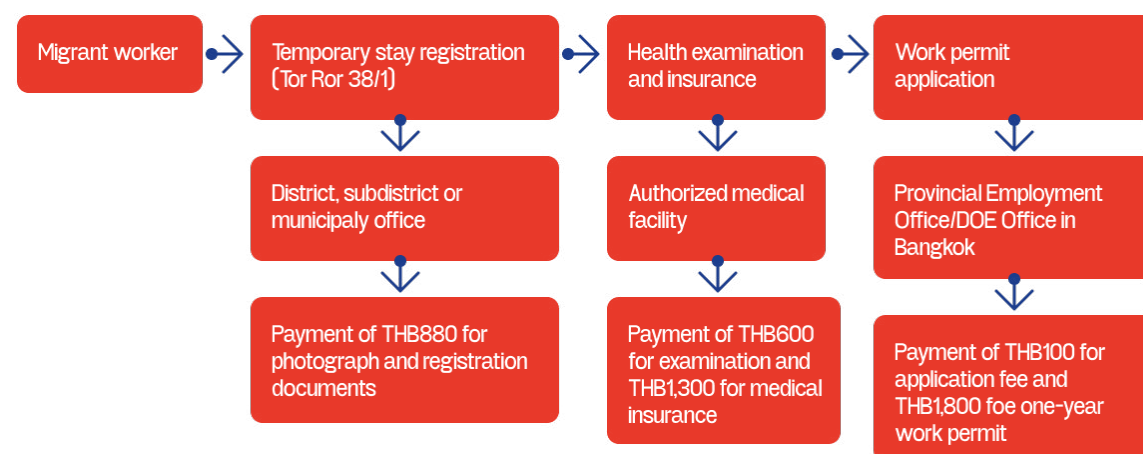 Migrant worker
Temporary stay registration
(Tor Ror 38/1)
Health examination
and insurance
Work permit
application
District, subdistrict or
municipaly office
Authorized medical
facility
Provincial Employment
Office/DOE Office in
Bangkok
Payment of THB880 for
photograph and registration
documents
Payment of THB600
for examination and
THB1,300 for medical
insurance
Payment of THB100 for
application fee and
THB1,800 foe one-year
work permit